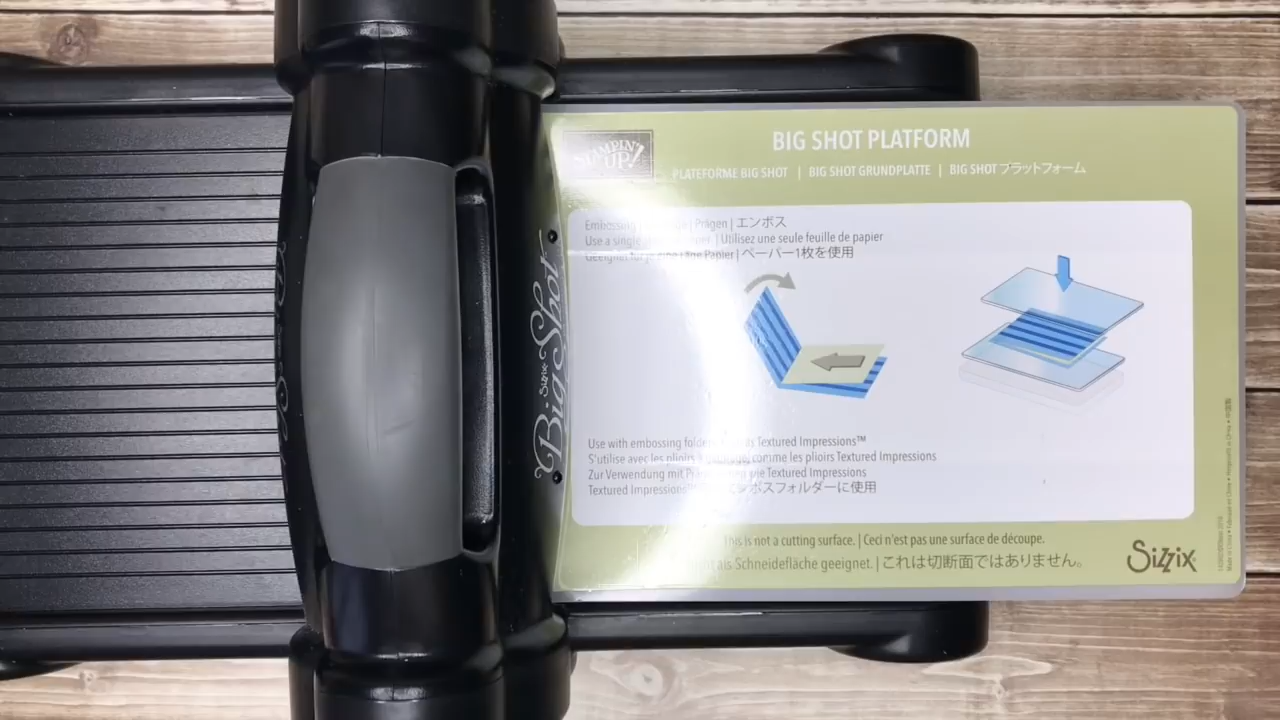 STAMPIN' UP!
BIG SHOT PLATFORM
PLATEFORME BIG SHOT | BIG SHOT GRUNDPLATTE | BIG SHOT プラットフォーム
Embossing | Prägen | エンボス
Use a single | Utilisez une seule feuille de papier
Papier | ペーパー1枚を使用
Sizzix
Big Shot
Use with embossing folders Textured Impressions™
S'utilise avec les plioirs comme les plioirs Textured Impressions
Zur Verwendung mit Textured Impressions
Textured Impressions エンボスフォルダーに使用
This is not a cutting surface. | Ceci n'est pas une surface de découpe.
als Schneidefläche geeignet. | これは切断面ではありません。
Sizzix